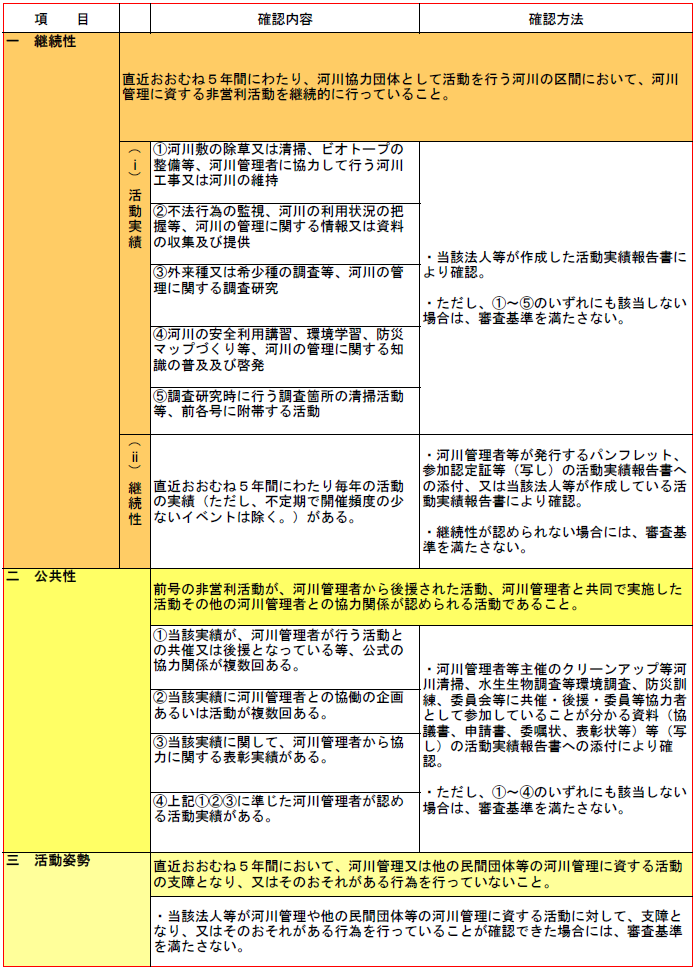 項　目
確認内容
確認方法
一　継続性
直近おおむね５年間にわたり、河川協力団体として活動を行う河川の区間において、河川
管理に資する非営利活動を継続的に行っていること。
（ⅰ）活動実績
①河川敷の除草又は清掃、ビオトープの
整備等、河川管理者に協力して行う河川
工事又は河川の維持
②不法行為の監視、河川の利用状況の把
握等、河川の管理に関する情報又は資料
の収集及び提供
③外来種又は希少種の調査等、河川の管
理に関する調査研究
④河川の安全利用講習、環境学習、防災
マップづくり等、河川の管理に関する知
識の普及及び啓発
⑤調査研究時に行う調査箇所の清掃活動
等、前各号に附帯する活動
・当該法人等が作成した活動実績報告書
により確認。
・ただし、①～⑤のいずれにも該当しない
場合は、審査基準を満たさない。
（ⅱ）継続性
直近おおむね５年間にわたり毎年の活動
の実績（ただし、不定期で開催頻度の少
ないイベントは除く。）がある。
・河川管理者等が発行するパンフレット、
参加認定証等（写し）の活動実績報告書へ
の添付、又は当該法人等が作成している活
動実績報告書により確認。
・継続性が認められない場合には、審査基
準を満たさない。
二　公共性
前号の非営利活動が、河川管理者から後援された活動、河川管理者と共同で実施した
活動その他の河川管理者との協力関係が認められる活動であること。
①当該実績が、河川管理者が行う活動と
の共催又は後援となっている等、公式の
協力関係が複数回ある。
②当該実績に河川管理者との協働の企画
あるいは活動が複数回ある。
③当該実績に関して、河川管理者から協
力に関する表彰実績がある。
④上記①②③に準じた河川管理者が認め
る活動実績がある。
・河川管理者等主催のクリーンアップ等河
川清掃、水生生物調査等環境調査、防災訓
練、委員会等に共催・後援・委員等協力者
として参加していることが分かる資料（協
議書、申請書、委嘱状、表彰状等）等（写
し）の活動実績報告書への添付により確
認。
・ただし、①～④のいずれにも該当しない
場合は、審査基準を満たさない。
三　活動姿勢
直近おおむね５年間において、河川管理又は他の民間団体等の河川管理に資する活動
の支障となり、又はそのおそれがある行為を行っていないこと。
・当該法人等が河川管理や他の民間団体等の河川管理に資する活動に対して、支障と
なり、又はそのおそれがある行為を行っていることが確認できた場合には、審査基準
を満たさない。